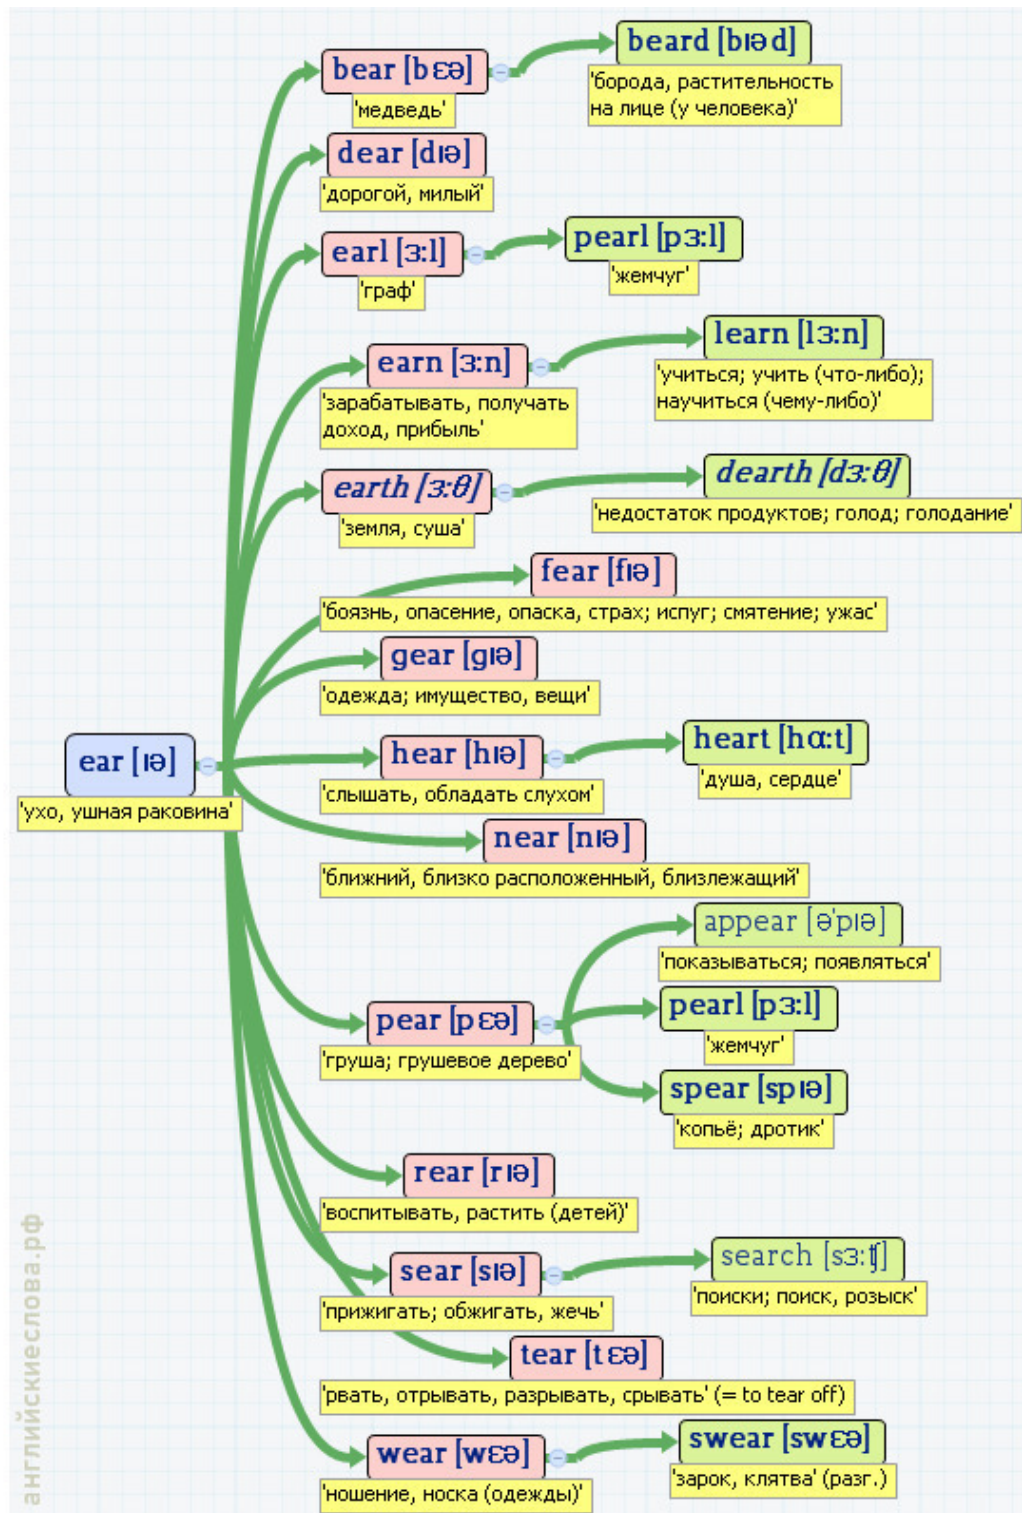 bear [bɛə]
'медведь'
beard [bɪəd]
'борода, растительность
на лице (у человека)'
dear [dɪə]
'дорогой, милый'
earl [ɜ:l]
'граф'
pearl [pɜ:l]
'жемчуг'
earn [ɜ:n]
'зарабатывать, получать
доход, прибыль'
learn [lɜ:n]
'учиться; учить (что-либо);
научиться (чему-либо)'
earth [ɜ:θ]
'земля, суша'
dearth [dɜ:θ]
'недостаток продуктов; голод; голодание'
fear [fɪə]
'боязнь, опасение, опаска, страх; испуг; смятение; ужас'
gear [gɪə]
'одежда; имущество, вещи'
ear [ɪə]
'ухо, ушная раковина'
hear [hɪə]
'слышать, обладать слухом'
heart [hɑ:t]
'душа, сердце'
near [nɪə]
'ближний, близко расположенный, близлежащий'
pear [pɛə]
'груша; грушевое дерево'
appear [ə'pɪə]
'показываться; появляться'
pearl [pɜ:l]
'жемчуг'
spear [spɪə]
'копьё; дротик'
rear [rɪə]
'воспитывать, растить (детей)'
sear [sɪə]
'прижигать; обжигать, жечь'
search [sɜ:ʧ]
'поиски; поиск, розыск'
tear [tɛə]
'рвать, отрывать, разрывать, срывать' (= to tear off)
wear [wɛə]
'ношение, носка (одежды)'
swear [swɛə]
'зарок, клятва' (разг.)
английскиеслова.рф